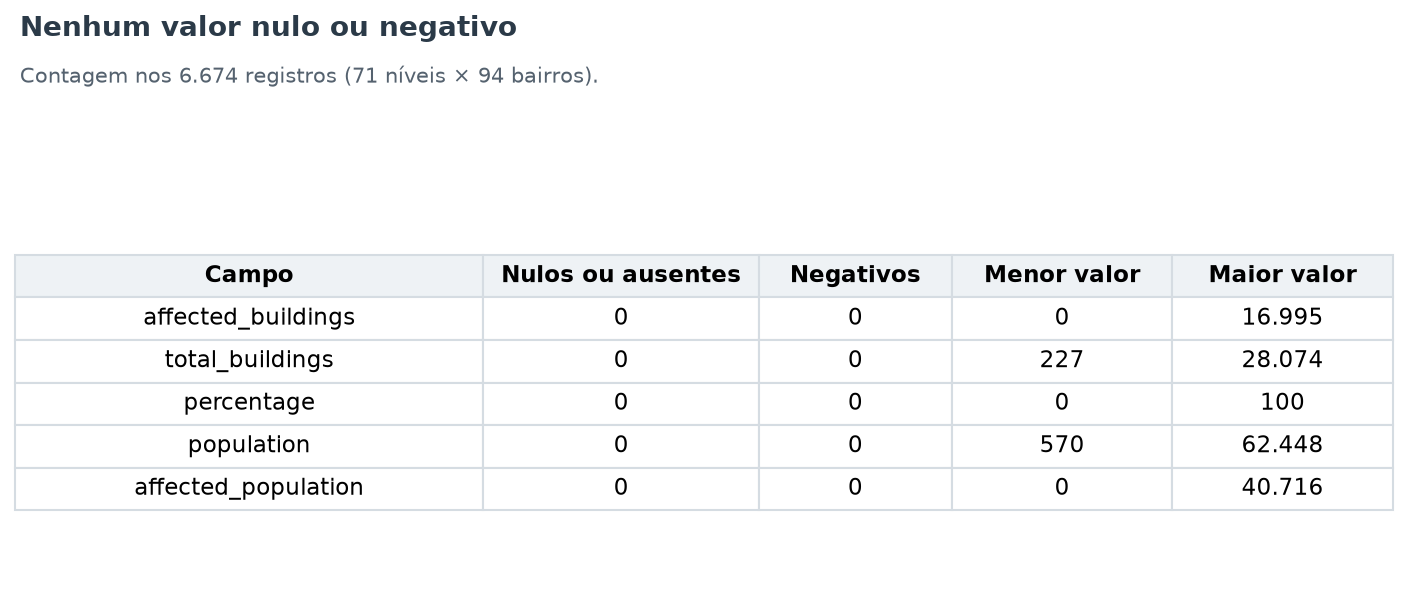 Nenhum valor nulo ou negativo
Contagem nos 6.674 registros (71 níveis × 94 bairros).
Campo Nulos ou ausentes Negativos Menor valor Maior valor
affected_buildings 0 0 0 16.995
total_buildings 0 0 227 28.074
percentage 0 0 0 100
population 0 0 570 62.448
affected_population 0 0 0 40.716